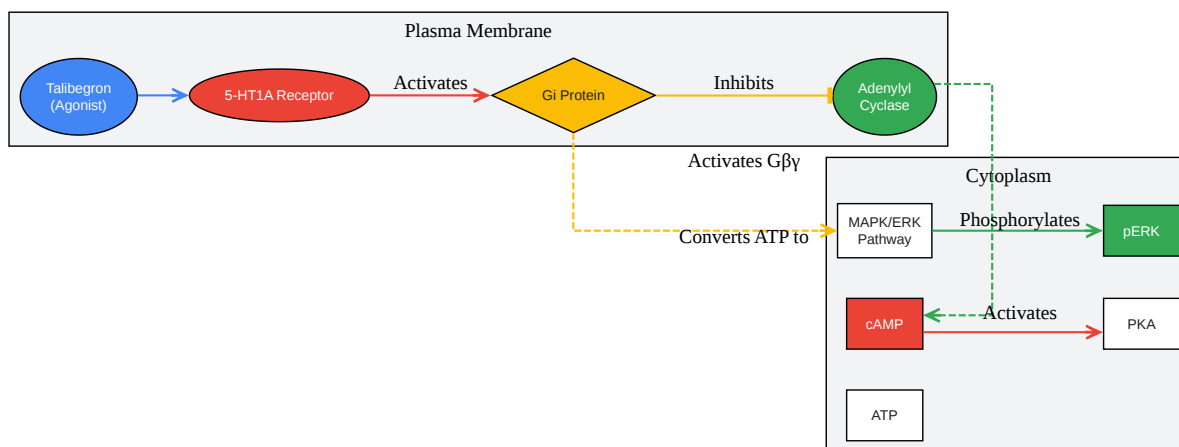 Plasma Membrane
Talibegron
(Agonist)
5-HT1A Receptor
Activates
Gi Protein
Inhibits
Adenylyl
Cyclase
Activates Gβγ
Cytoplasm
Converts ATP to
MAPK/ERK
Pathway
Phosphorylates
pERK
cAMP
Activates
PKA
ATP